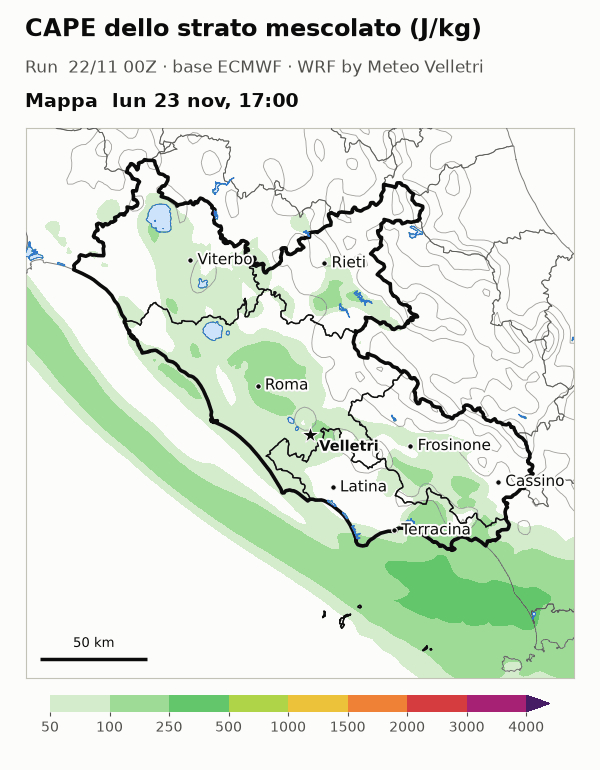 CAPE dello strato mescolato (J/kg)
Run  22/11 00Z · base ECMWF · WRF by Meteo Velletri
Mappa  lun 23 nov, 17:00
Viterbo
Rieti
Roma
Velletri
Frosinone
Cassino
Latina
Terracina
50 km
50 100 250 500 1000 1500 2000 3000 4000